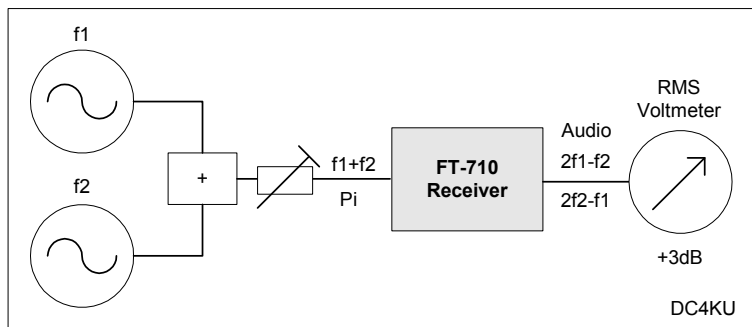 f1
f2
+
f1+f2
Pi
FT-710
Receiver
Audio
2f1-f2
2f2-f1
RMS
Voltmeter
+3dB
DC4KU